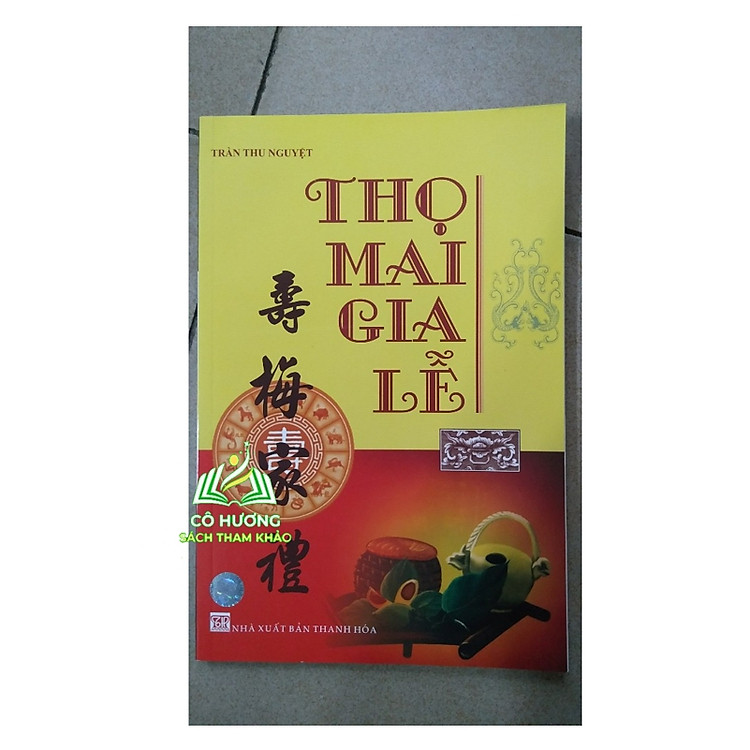 TRẦN THU NGUYỆT
THỌ
MAI
GIA
LỄ
壽
梅
家
禮
壽
CÔ HƯƠNG
SÁCH THAM KHẢO
NHÀ XUẤT BẢN THANH HÓA